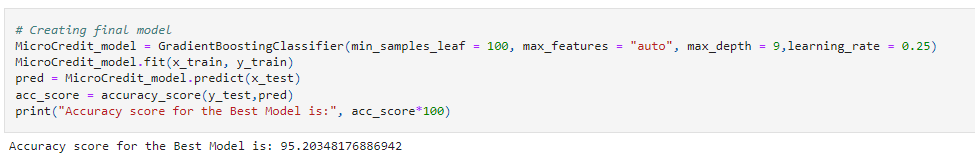 # Creating final model
MicroCredit_model = GradientBoostingClassifier(min_samples_leaf = 100, max_features = "auto", max_depth = 9,learning_rate = 0.25)
MicroCredit_model.fit(x_train, y_train)
pred = MicroCredit_model.predict(x_test)
acc_score = accuracy_score(y_test,pred)
print("Accuracy score for the Best Model is:", acc_score*100)
Accuracy score for the Best Model is: 95.20348176886942